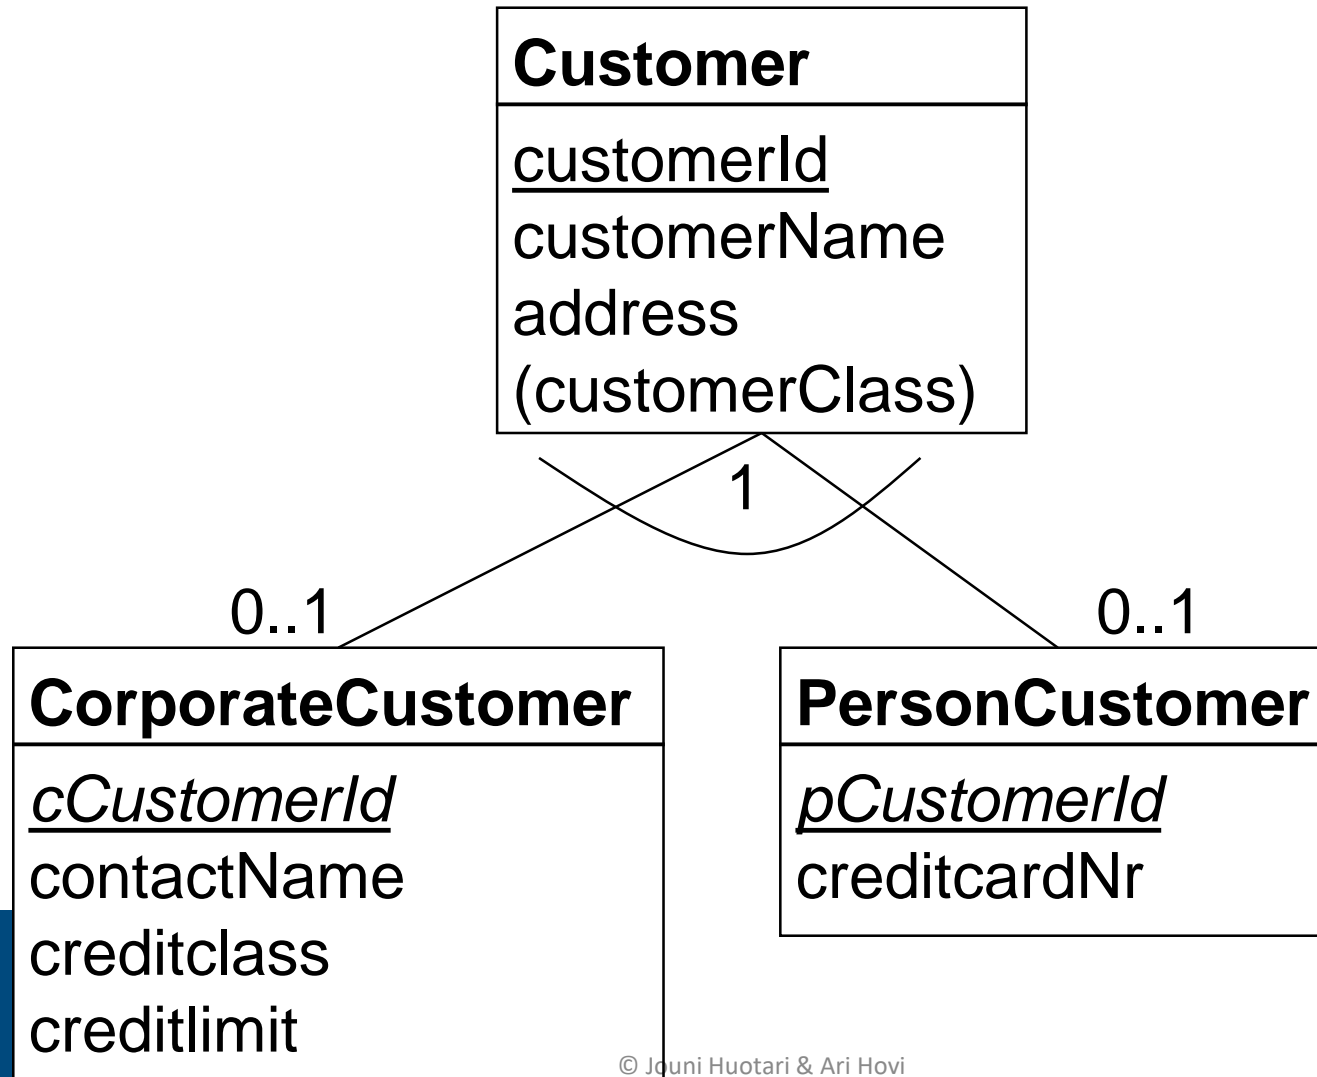 Customer
customerId
customerName
address
(customerClass)
1
0..1
0..1
CorporateCustomer
cCustomerId
contactName
creditclass
creditlimit
PersonCustomer
pCustomerId
creditcardNr
© Jouni Huotari & Ari Hovi